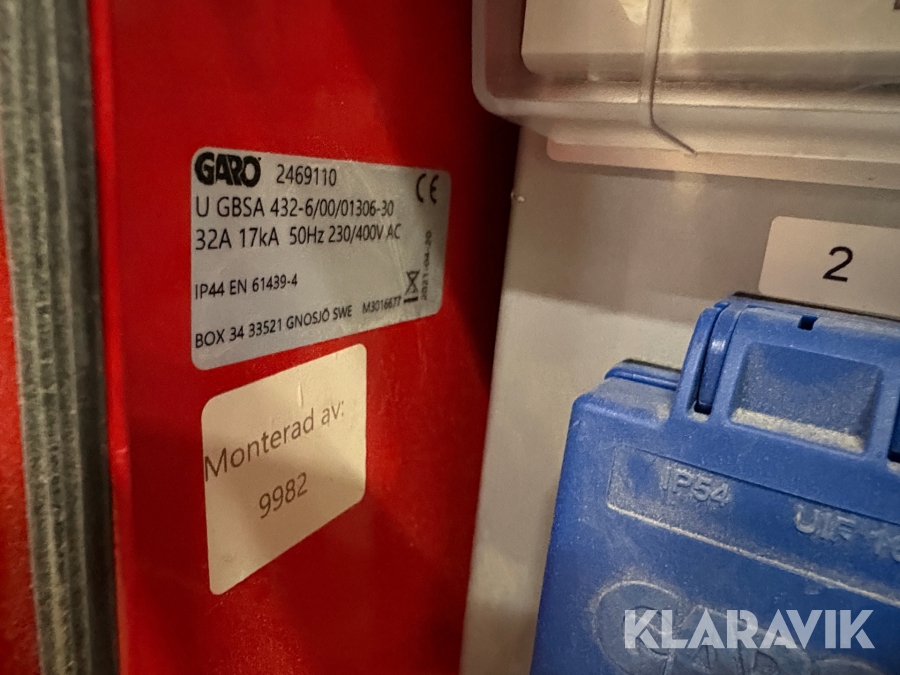 GARO 2469110
U GBSA 432-6/00/01306-30
32A 17kA 50Hz 230/400V AC
IP44 EN 61439-4
BOX 34 33521 GNOSJÖ SWE M3016677
2021-04-20
CE
Monterad av:
9982
2
IP54
KLARAVIK